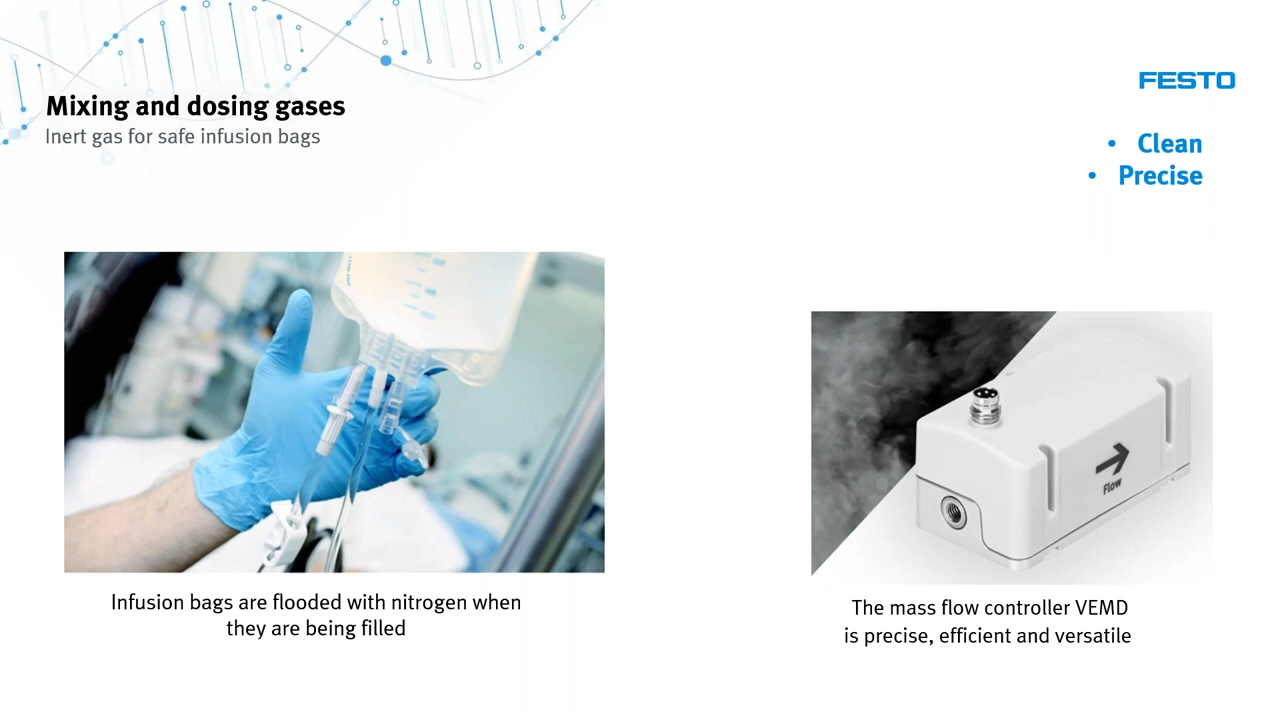 Mixing and dosing gases
Inert gas for safe infusion bags
FESTO
• Clean
• Precise
Flow
Infusion bags are flooded with nitrogen when
they are being filled
The mass flow controller VEMD
is precise, efficient and versatile